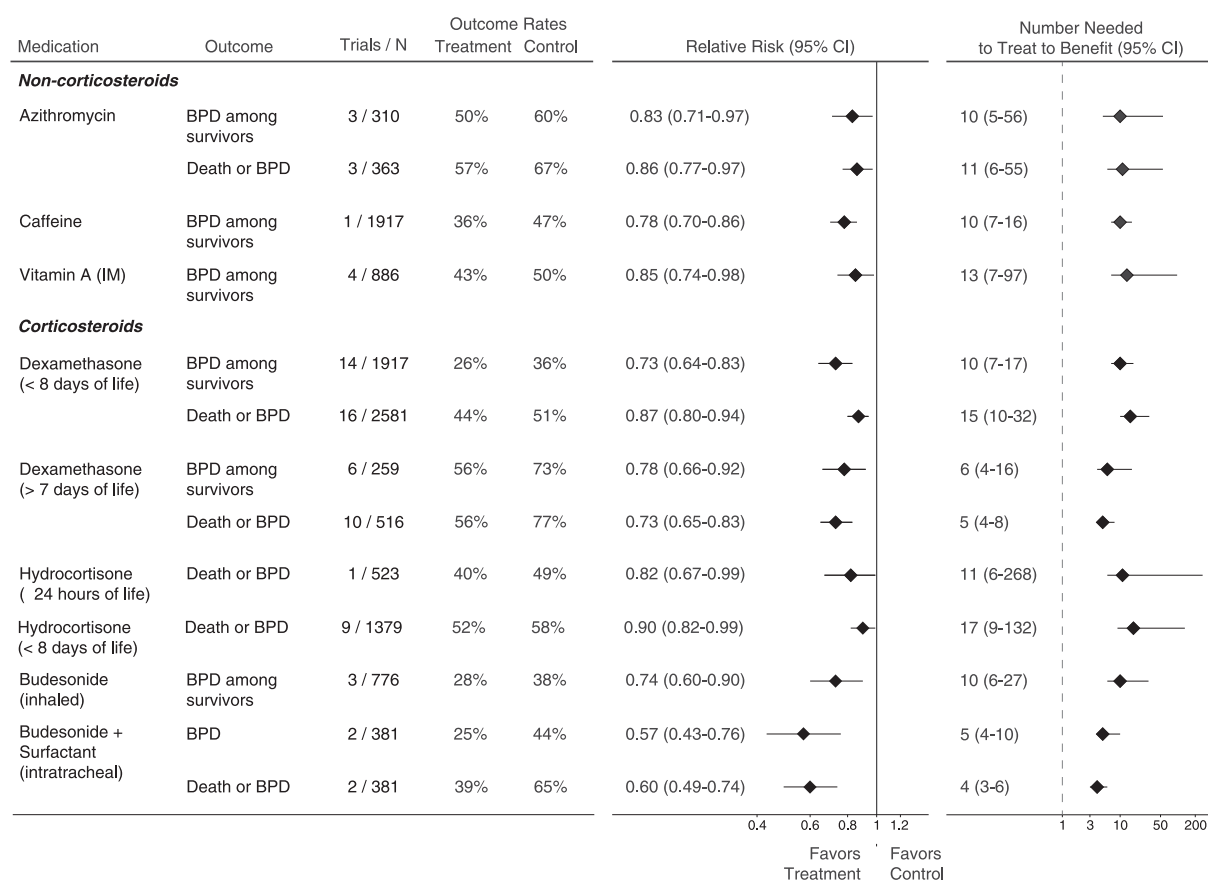 Outcome Rates
Number Needed
Medication Outcome Trials / N Treatment Control Relative Risk (95% CI) to Treat to Benefit (95% CI)
Non-corticosteroids
Azithromycin BPD among 3 / 310 50% 60% 0.83 (0.71-0.97) 10 (5-56)
survivors
Death or BPD 3 / 363 57% 67% 0.86 (0.77-0.97) 11 (6-55)
Caffeine BPD among 1 / 1917 36% 47% 0.78 (0.70-0.86) 10 (7-16)
survivors
Vitamin A (IM) BPD among 4 / 886 43% 50% 0.85 (0.74-0.98) 13 (7-97)
survivors
Corticosteroids
Dexamethasone BPD among 14 / 1917 26% 36% 0.73 (0.64-0.83) 10 (7-17)
(< 8 days of life) survivors
Death or BPD 16 / 2581 44% 51% 0.87 (0.80-0.94) 15 (10-32)
Dexamethasone BPD among 6 / 259 56% 73% 0.78 (0.66-0.92) 6 (4-16)
(> 7 days of life) survivors
Death or BPD 10 / 516 56% 77% 0.73 (0.65-0.83) 5 (4-8)
Hydrocortisone Death or BPD 1 / 523 40% 49% 0.82 (0.67-0.99) 11 (6-268)
( 24 hours of life)
Hydrocortisone Death or BPD 9 / 1379 52% 58% 0.90 (0.82-0.99) 17 (9-132)
(< 8 days of life)
Budesonide BPD among 3 / 776 28% 38% 0.74 (0.60-0.90) 10 (6-27)
(inhaled) survivors
Budesonide + BPD 2 / 381 25% 44% 0.57 (0.43-0.76) 5 (4-10)
Surfactant
(intratracheal)
Death or BPD 2 / 381 39% 65% 0.60 (0.49-0.74) 4 (3-6)
0.4 0.6 0.8 1 1.2 1 3 10 50 200
Favors Favors
Treatment Control